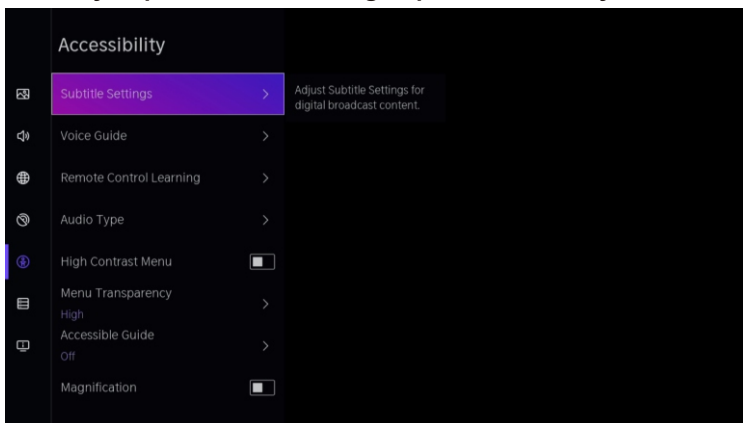 Accessibility
Subtitle Settings
Adjust Subtitle Settings for
digital broadcast content.
Voice Guide
Remote Control Learning
Audio Type
High Contrast Menu
Menu Transparency
High
Accessible Guide
Off
Magnification